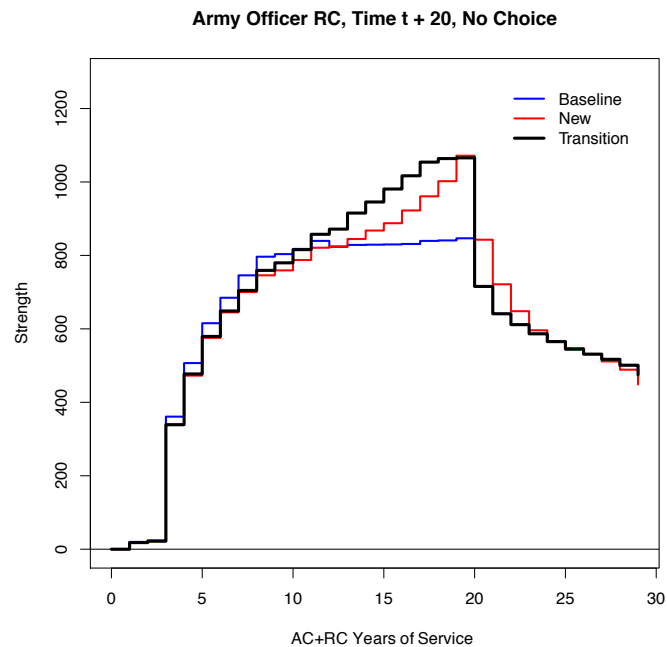 Army Officer RC, Time t + 20, No Choice
Baseline
New
Transition
Strength
1200
1000
800
600
400
200
0
0 5 10 15 20 25 30
AC+RC Years of Service